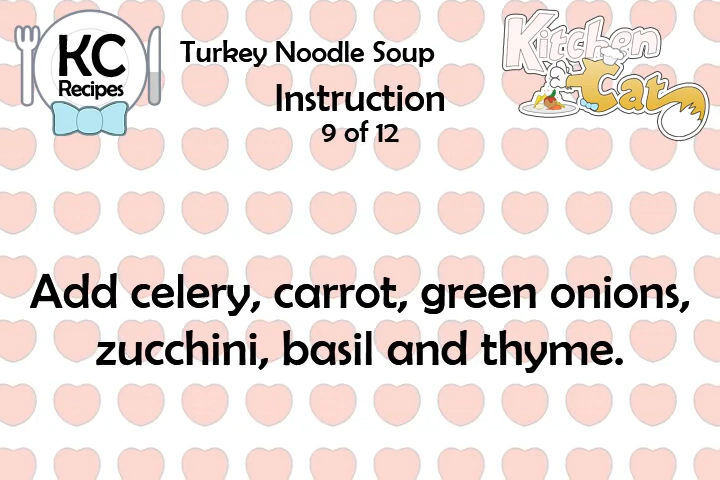 KC
Recipes
Turkey Noodle Soup
Instruction
9 of 12
Kitchen
Cat
Add celery, carrot, green onions,
zucchini, basil and thyme.